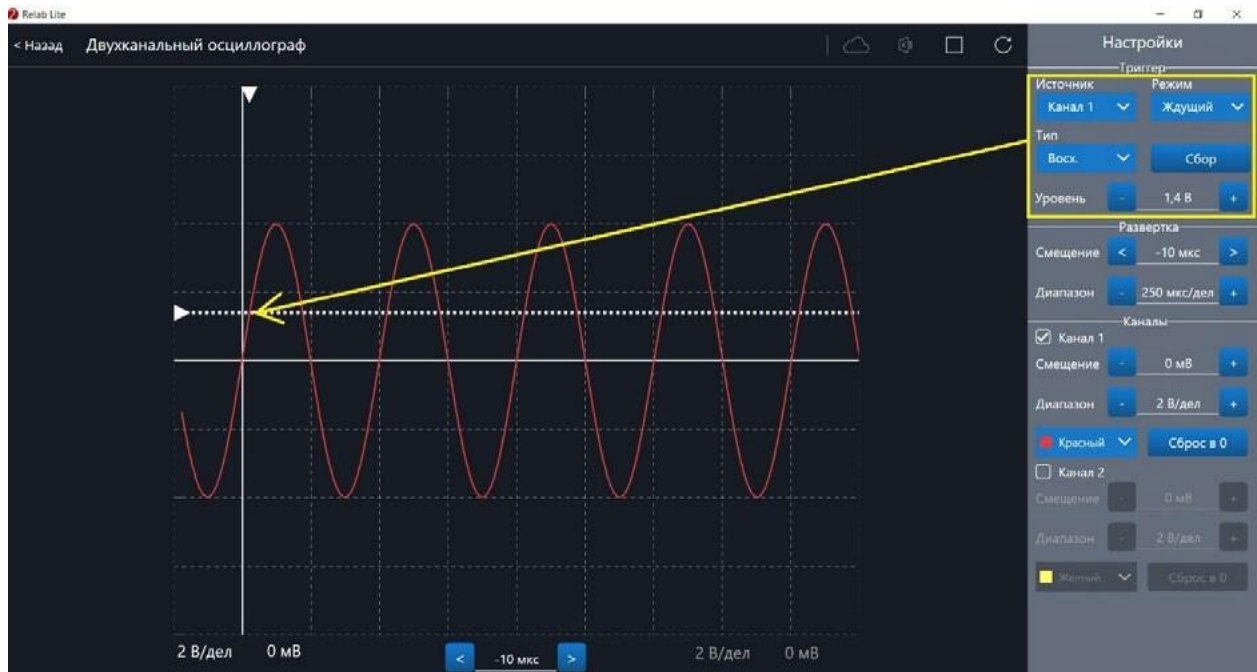 Relab Lite
< Назад Двухканальный осциллограф
Настройки
Триггер
Источник Режим
Канал 1 Ждущий
Тип
Восх. Сбор
Уровень - 1,4 В +
Развертка
Смещение < -10 мкс >
Диапазон - 250 мкс/дел +
Каналы
Канал 1
Смещение - 0 мВ +
Диапазон - 2 В/дел +
Красный Сброс в 0
Канал 2
Смещение - 0 мВ +
Диапазон - 2 В/дел +
Желтый Сброс в 0
2 В/дел 0 мВ < -10 мкс > 2 В/дел 0 мВ